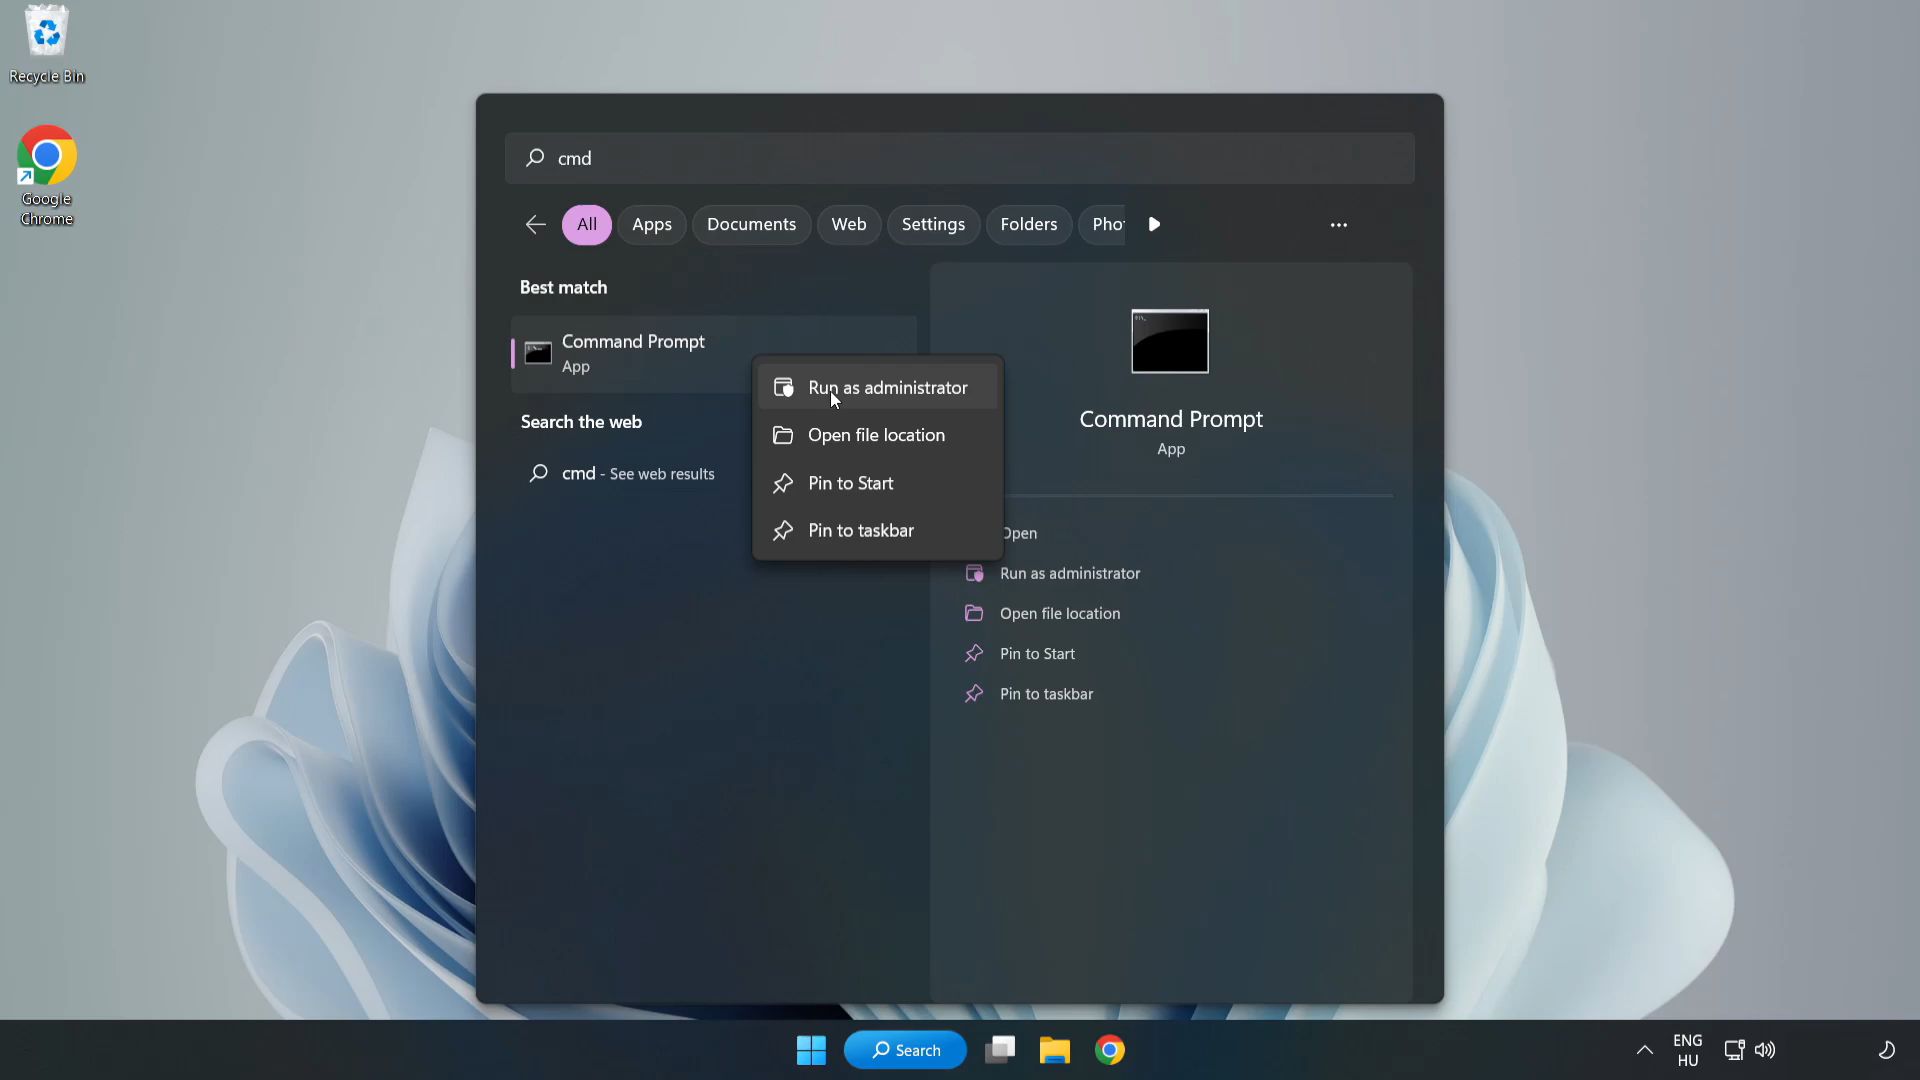 Recycle Bin
Google
Chrome
cmd
All
Apps
Documents
Web
Settings
Folders
Pho
Best match
Command Prompt
App
Search the web
cmd - See web results
Run as administrator
Open file location
Pin to Start
Pin to taskbar
Command Prompt
App
Open
Run as administrator
Open file location
Pin to Start
Pin to taskbar
Search
ENG
HU